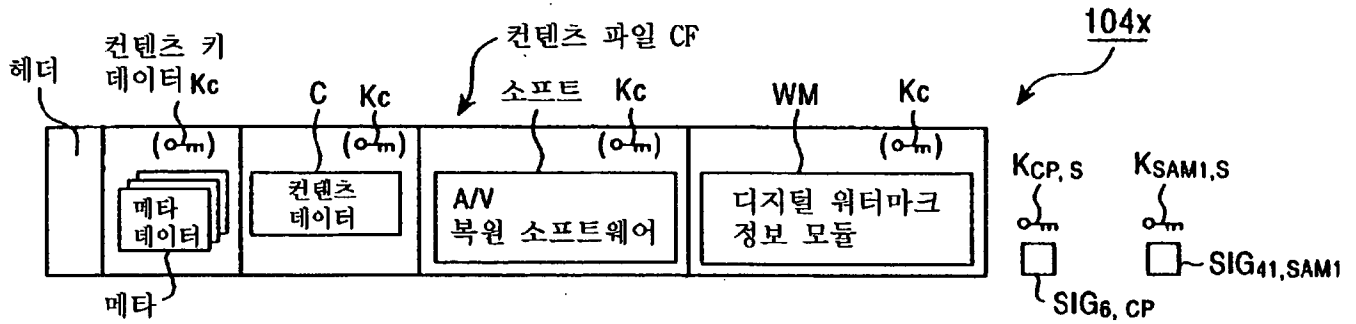 104x
컨텐츠 파일 CF
컨텐츠 키
데이터 Kc
헤더
C
Kc
소프트
Kc
WM
Kc
메타
데이터
컨텐츠
데이터
A/V
복원 소프트웨어
디지털 워터마크
정보 모듈
KCP, S
KSAM1,S
SIG41,SAM1
SIG6, CP
메타